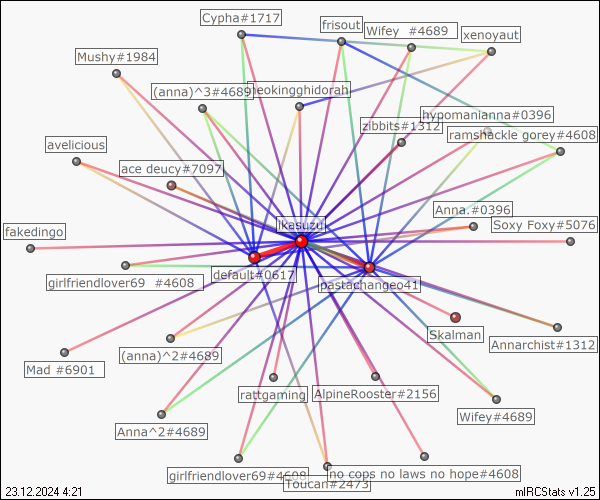 Cypha#1717
frisout
Wifey #4689
xenoyaut
Mushy#1984
(anna)^3#4689
neokingghidorah
hypomanianna#0396
zibbits#1312
ramshackle gorey#4608
avelicious
ace deucy#7097
Anna.#0396
ikasuzu
Soxy Foxy#5076
fakedingo
default#0617
girlfriendlover69 #4608
pastachangeo41
Skalman
Annarchist#1312
(anna)^2#4689
Mad #6901
rattgaming
AlpineRooster#2156
Wifey#4689
Anna^2#4689
girlfriendlover69#4608
no cops no laws no hope#4608
Toucan#2473
23.12.2024 4:21
mIRCStats v1.25